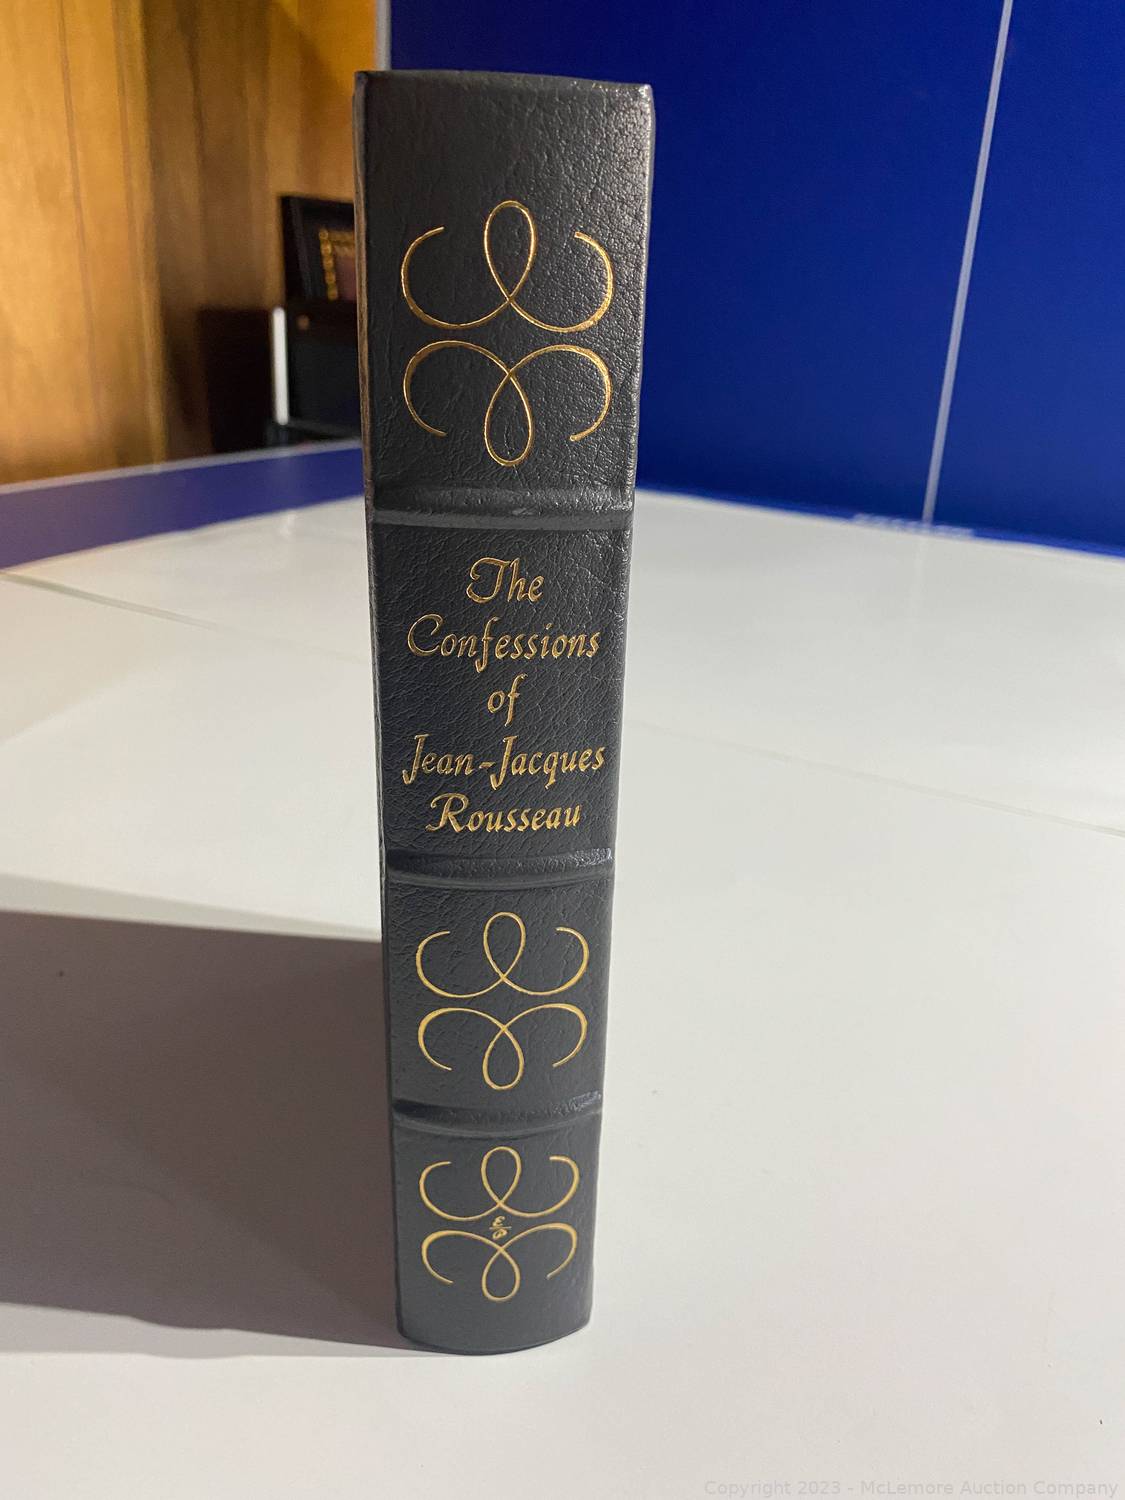 The
Confessions
of
Jean-Jacques
Rousseau
Copyright 2023 - McLemore Auction Company